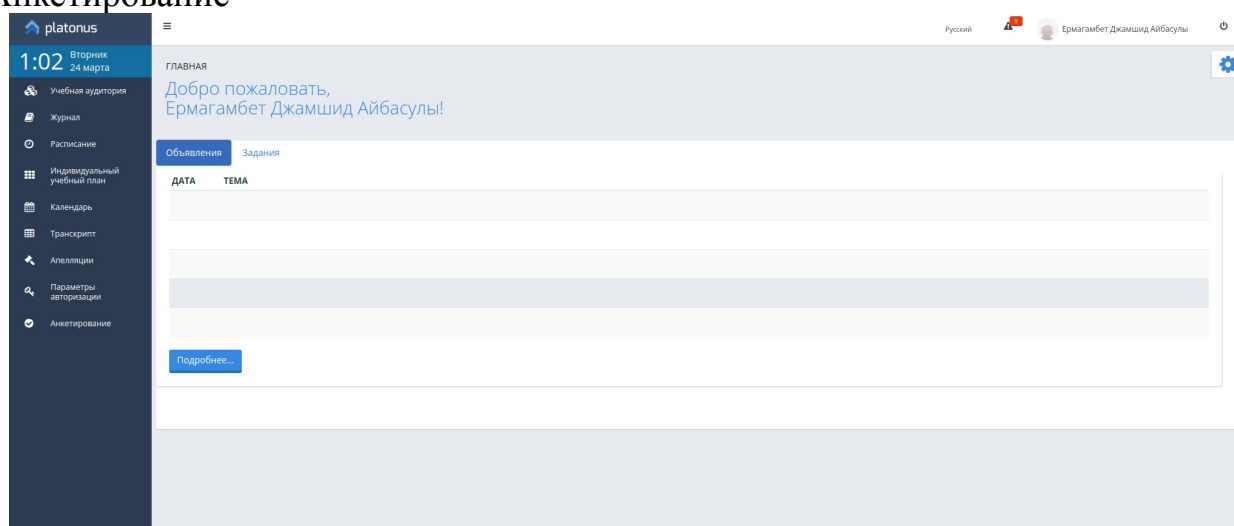 Анкетирование
platonus
Русский
9
Ермагамбет Джамшид Айбасулы
1:02 Вторник
24 марта
Учебная аудитория
Журнал
Расписание
Индивидуальный
учебный план
Календарь
Транскрипт
Апелляции
Параметры
авторизации
Анкетирование
ГЛАВНАЯ
Добро пожаловать,
Ермагамбет Джамшид Айбасулы!
Объявления Задания
ДАТА ТЕМА
Подробнее...